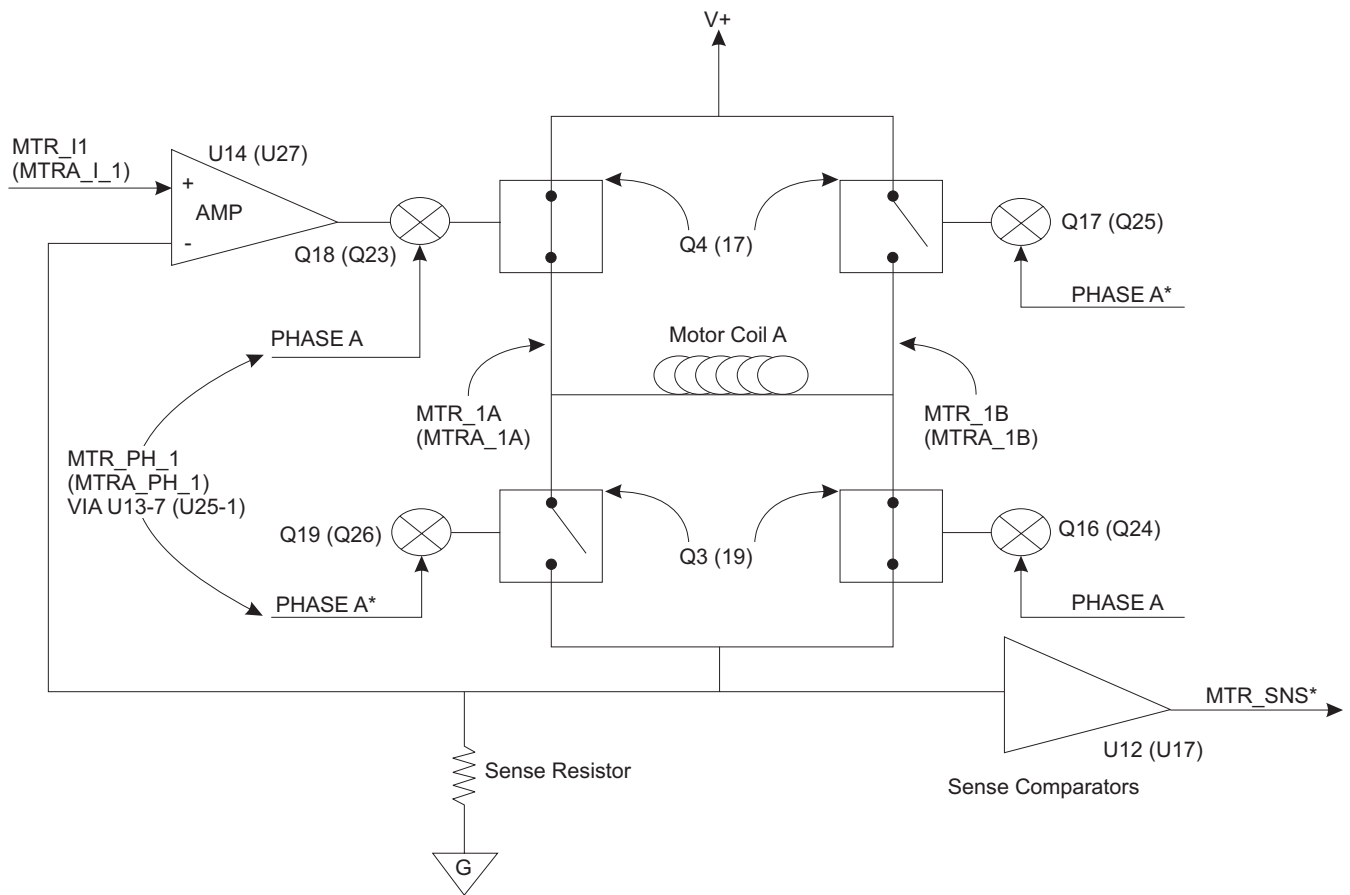 V+
MTR_I1
(MTRA_I_1)
U14 (U27)
+
AMP
-
Q18 (Q23)
Q4 (17)
Q17 (Q25)
PHASE A*
PHASE A
Motor Coil A
MTR_1A
(MTRA_1A)
MTR_1B
(MTRA_1B)
MTR_PH_1
(MTRA_PH_1)
VIA U13-7 (U25-1)
Q19 (Q26)
Q3 (19)
Q16 (Q24)
PHASE A*
PHASE A
MTR_SNS*
U12 (U17)
Sense Resistor
Sense Comparators
G